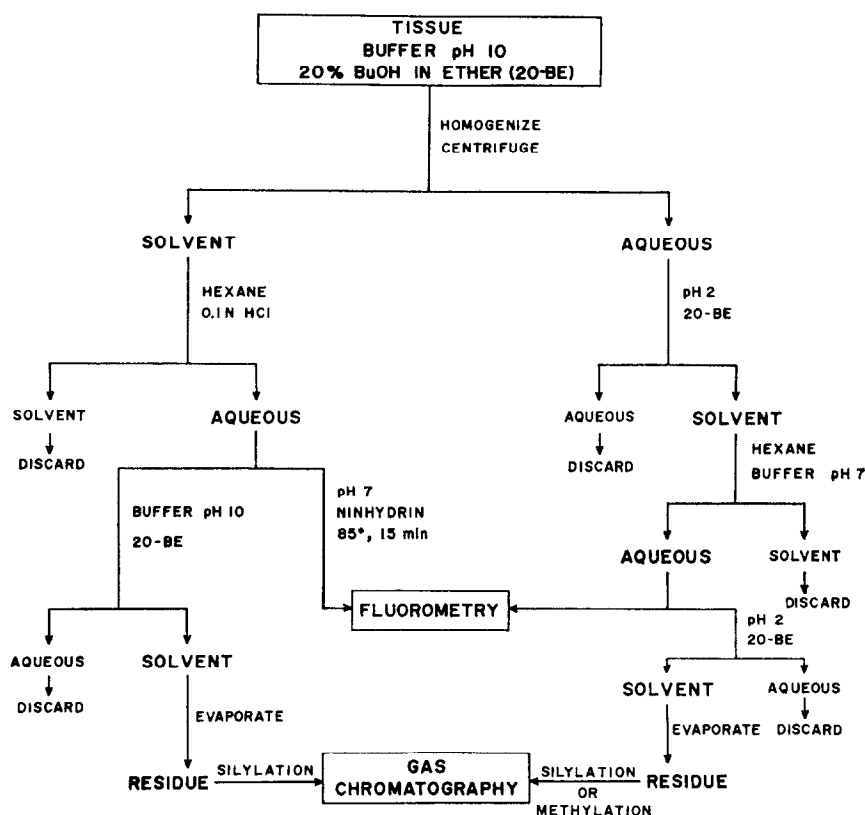 TISSUE
BUFFER pH 10
20% BuOH IN ETHER (20-BE)
HOMOGENIZE
CENTRIFUGE
SOLVENT
AQUEOUS
HEXANE
0.1N HCl
pH 2
20-BE
SOLVENT
DISCARD
AQUEOUS
AQUEOUS
DISCARD
SOLVENT
HEXANE
BUFFER pH 7
BUFFER pH 10
20-BE
pH 7
NINHYDRIN
85°, 15 min
AQUEOUS
SOLVENT
DISCARD
FLUOROMETRY
pH 2
20-BE
AQUEOUS
DISCARD
SOLVENT
EVAPORATE
SOLVENT
EVAPORATE
AQUEOUS
DISCARD
RESIDUE
SILYLATION
GAS
CHROMATOGRAPHY
SILYLATION
OR
METHYLATION
RESIDUE